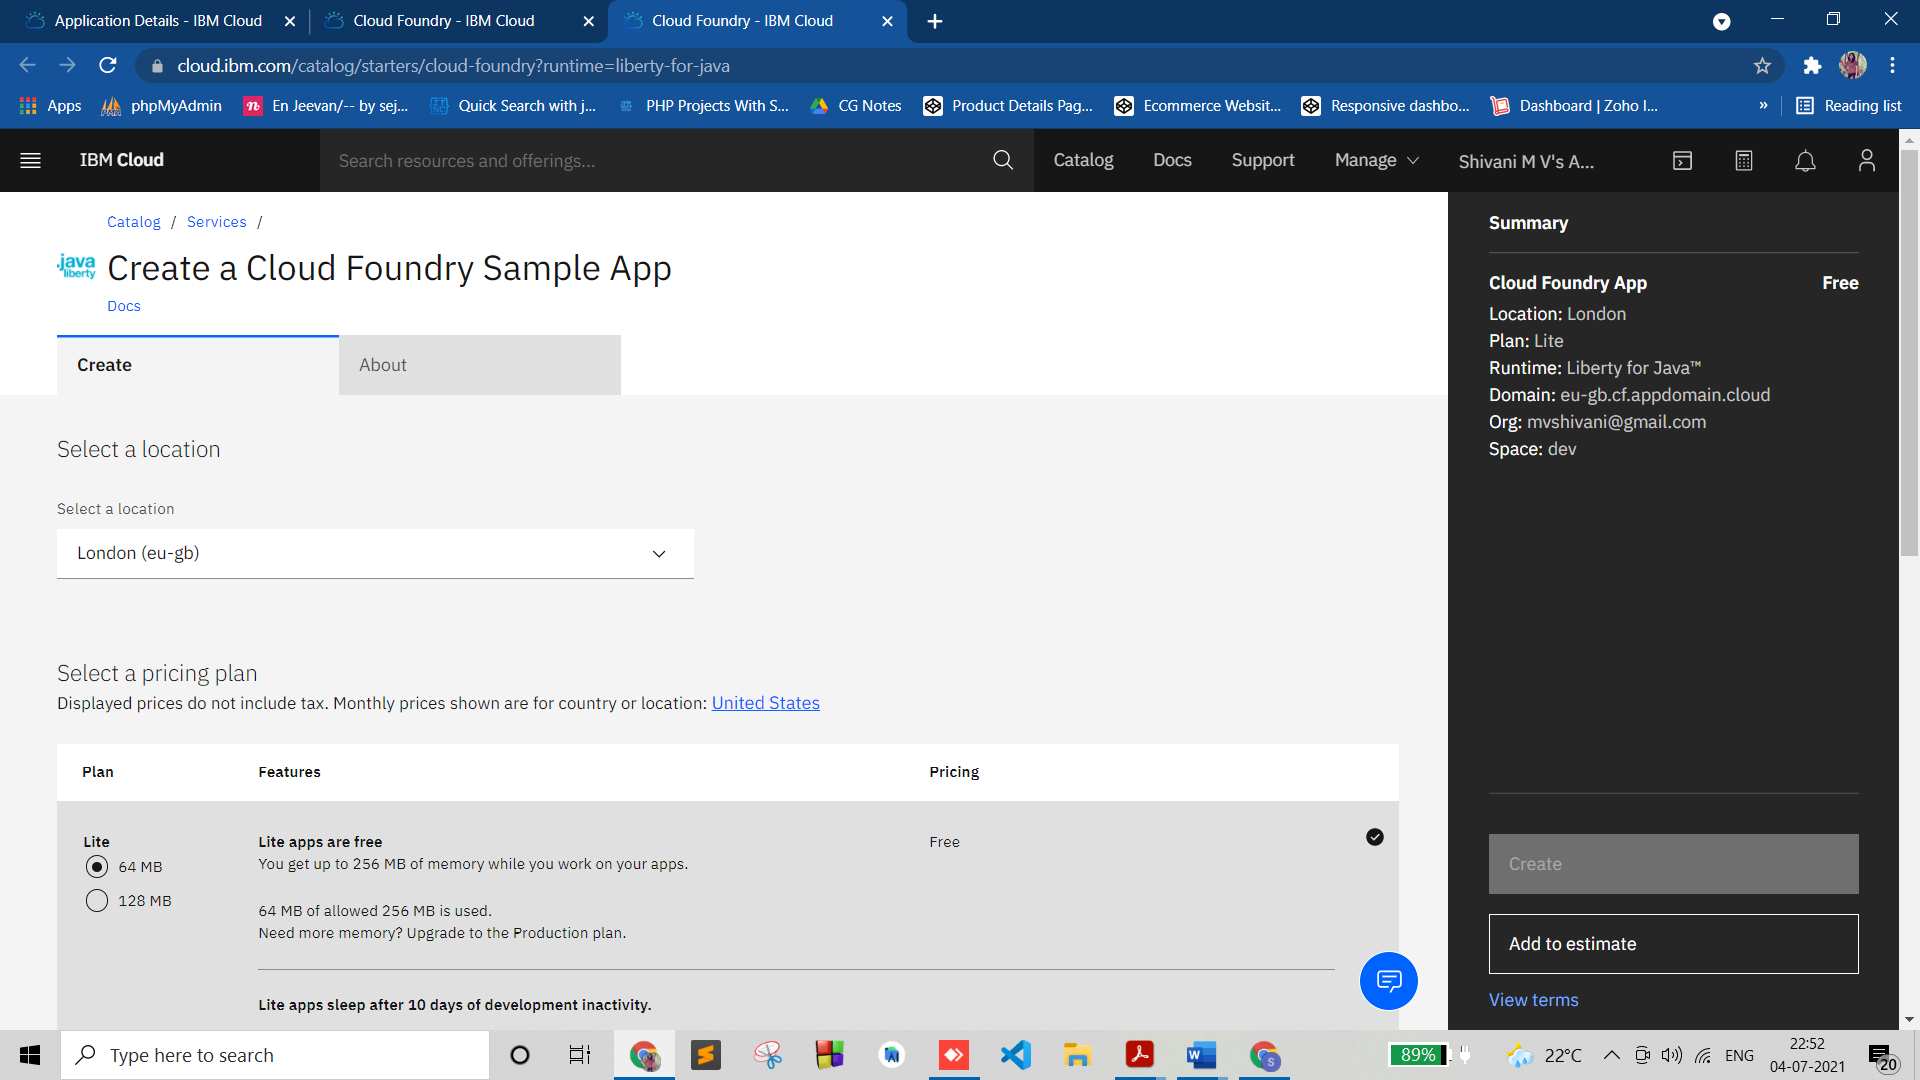 Application Details - IBM Cloud
Cloud Foundry - IBM Cloud
Cloud Foundry - IBM Cloud
cloud.ibm.com/catalog/starters/cloud-foundry?runtime=liberty-for-java
Apps
phpMyAdmin
En Jeevan/-- by sej...
Quick Search with j...
PHP Projects With S...
CG Notes
Product Details Pag...
Ecommerce Websit...
Responsive dashbo...
Dashboard | Zoho I...
»
Reading list
IBM Cloud
Search resources and offerings...
Catalog
Docs
Support
Manage
Shivani M V's A...
Catalog / Services /
java
liberty
Create a Cloud Foundry Sample App
Docs
Create
About
Select a location
Select a location
London (eu-gb)
Select a pricing plan
Displayed prices do not include tax. Monthly prices shown are for country or location: United States
Plan
Features
Pricing
Lite
64 MB
128 MB
Lite apps are free
You get up to 256 MB of memory while you work on your apps.
64 MB of allowed 256 MB is used.
Need more memory? Upgrade to the Production plan.
Free
Lite apps sleep after 10 days of development inactivity.
Summary
Cloud Foundry App
Free
Location: London
Plan: Lite
Runtime: Liberty for Java™
Domain: eu-gb.cf.appdomain.cloud
Org: mvshivani@gmail.com
Space: dev
Create
Add to estimate
View terms
Type here to search
89%
22°C
ENG
22:52
04-07-2021
20